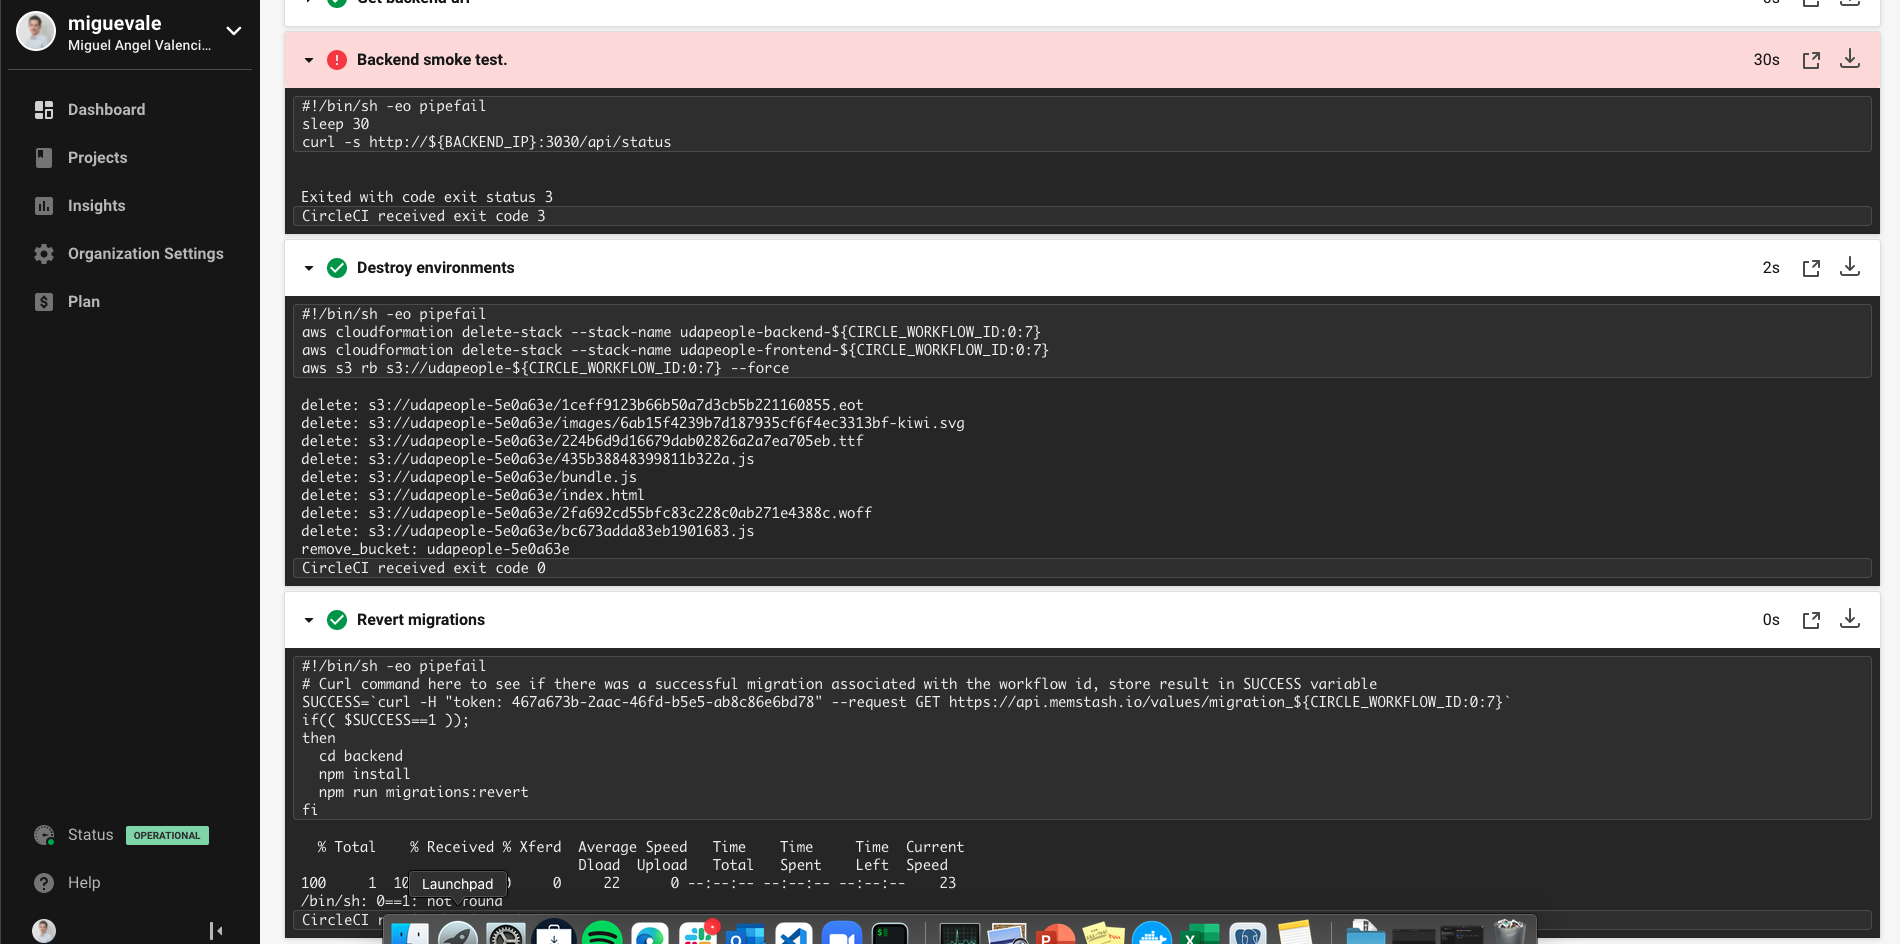 miguevale
Miguel Angel Valenci...
Dashboard
Projects
Insights
Organization Settings
Plan
Status OPERATIONAL
Help
Get backend url
0s
Backend smoke test.
30s
#!/bin/sh -eo pipefail
sleep 30
curl -s http://${BACKEND_IP}:3030/api/status
Exited with code exit status 3
CircleCI received exit code 3
Destroy environments
2s
#!/bin/sh -eo pipefail
aws cloudformation delete-stack --stack-name udapeople-backend-${CIRCLE_WORKFLOW_ID:0:7}
aws cloudformation delete-stack --stack-name udapeople-frontend-${CIRCLE_WORKFLOW_ID:0:7}
aws s3 rb s3://udapeople-${CIRCLE_WORKFLOW_ID:0:7} --force
delete: s3://udapeople-5e0a63e/1ceff9123b66b50a7d3cb5b221160855.eot
delete: s3://udapeople-5e0a63e/images/6ab15f4239b7d187935cf6f4ec3313bf-kiwi.svg
delete: s3://udapeople-5e0a63e/224b6d9d16679dab02826a2a7ea705eb.ttf
delete: s3://udapeople-5e0a63e/435b38848399811b322a.js
delete: s3://udapeople-5e0a63e/bundle.js
delete: s3://udapeople-5e0a63e/index.html
delete: s3://udapeople-5e0a63e/2fa692cd55bfc83c228c0ab271e4388c.woff
delete: s3://udapeople-5e0a63e/bc673adda83eb1901683.js
remove_bucket: udapeople-5e0a63e
CircleCI received exit code 0
Revert migrations
0s
#!/bin/sh -eo pipefail
# Curl command here to see if there was a successful migration associated with the workflow id, store result in SUCCESS variable
SUCCESS=`curl -H "token: 467a673b-2aac-46fd-b5e5-ab8c86e6bd78" --request GET https://api.memstash.io/values/migration_${CIRCLE_WORKFLOW_ID:0:7}`
if(( $SUCCESS==1 ));
then
cd backend
npm install
npm run migrations:revert
fi
% Total % Received % Xferd Average Speed Time Time Time Current
Dload Upload Total Spent Left Speed
100 1 0 22 0 --:--:-- --:--:-- --:--:-- 23
Launchpad
/bin/sh: 0==1: not found
CircleCI